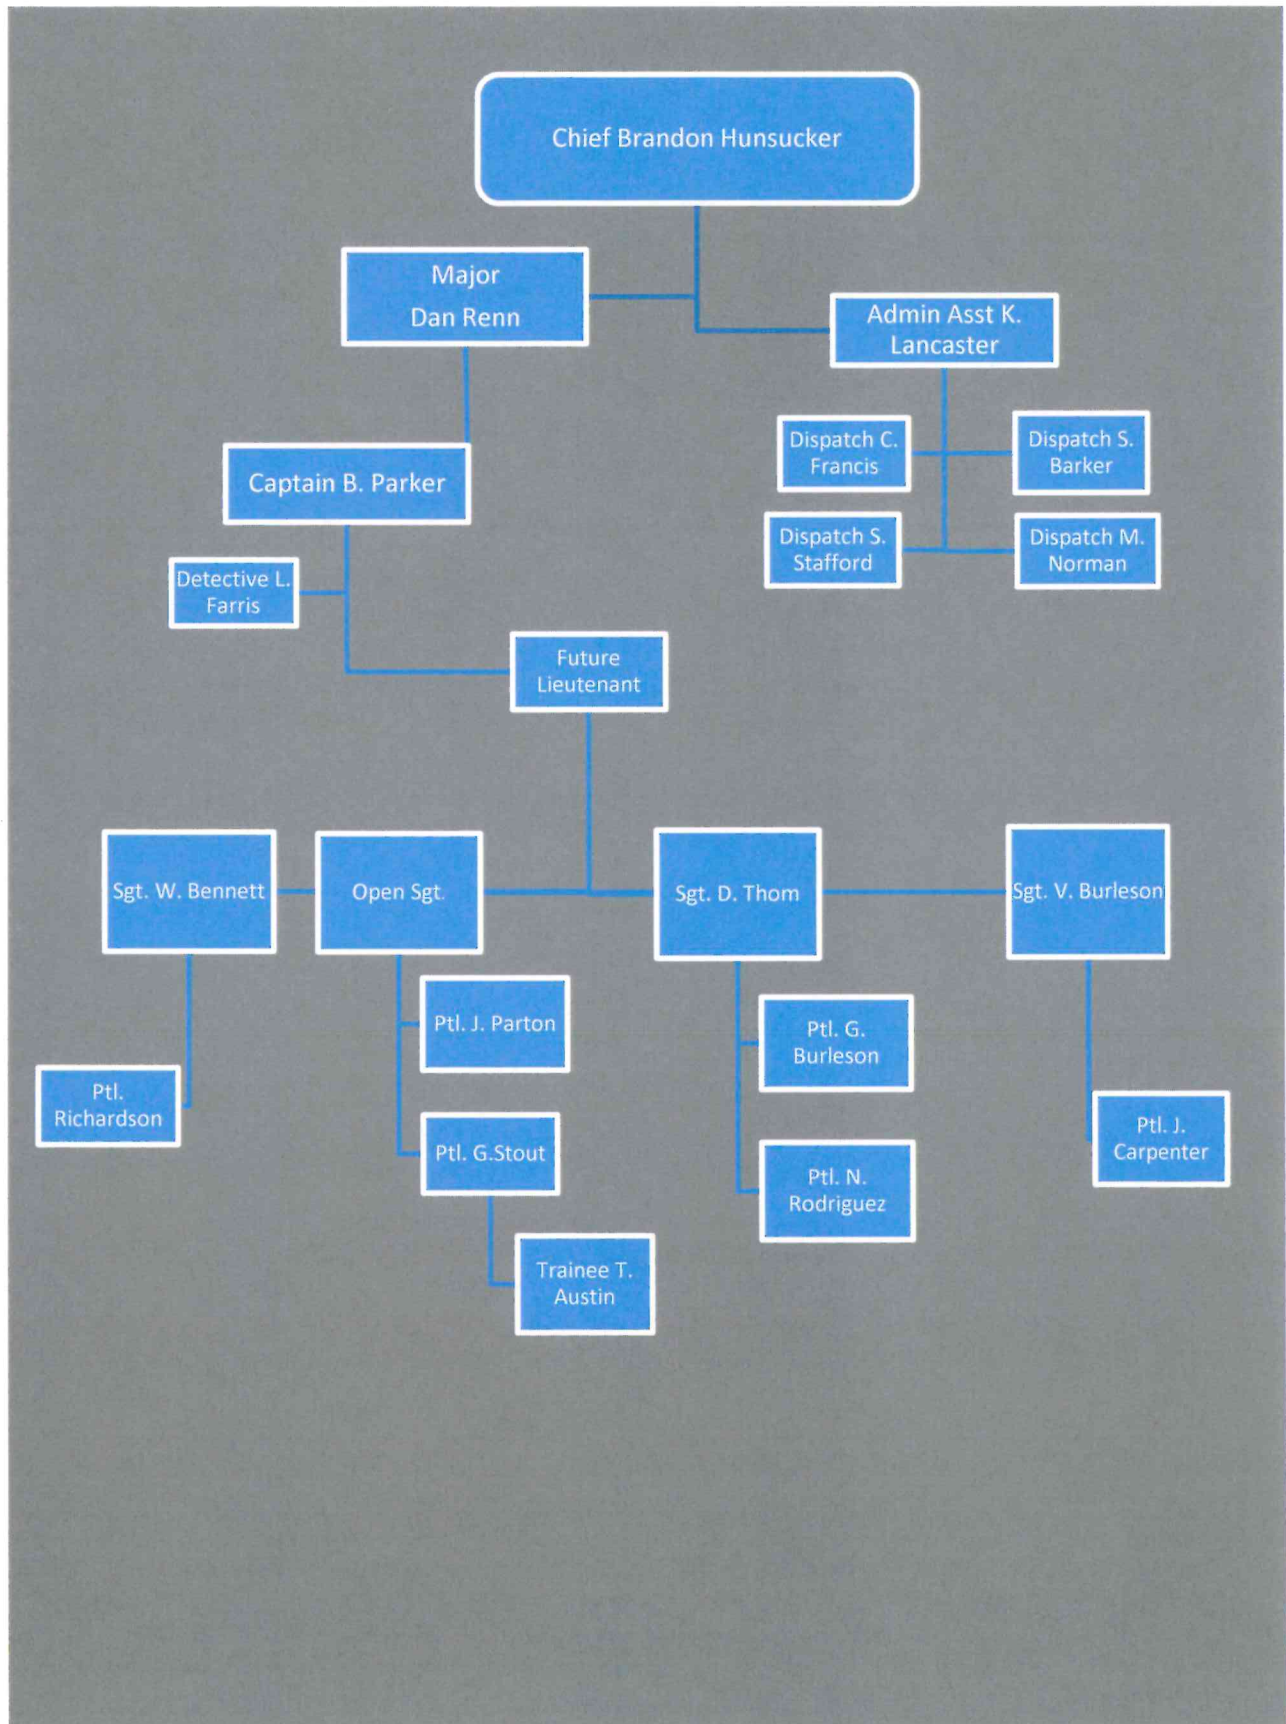 Chief Brandon Hunsucker
Major
Dan Renn
Admin Asst K.
Lancaster
Dispatch C.
Francis
Dispatch S.
Barker
Captain B. Parker
Dispatch S.
Stafford
Dispatch M.
Norman
Detective L.
Farris
Future
Lieutenant
Sgt. W. Bennett
Open Sgt.
Sgt. D. Thom
Sgt. V. Burleson
Ptl. J. Parton
Ptl. G.
Burleson
Ptl.
Richardson
Ptl. G.Stout
Ptl. J.
Carpenter
Ptl. N.
Rodriguez
Trainee T.
Austin